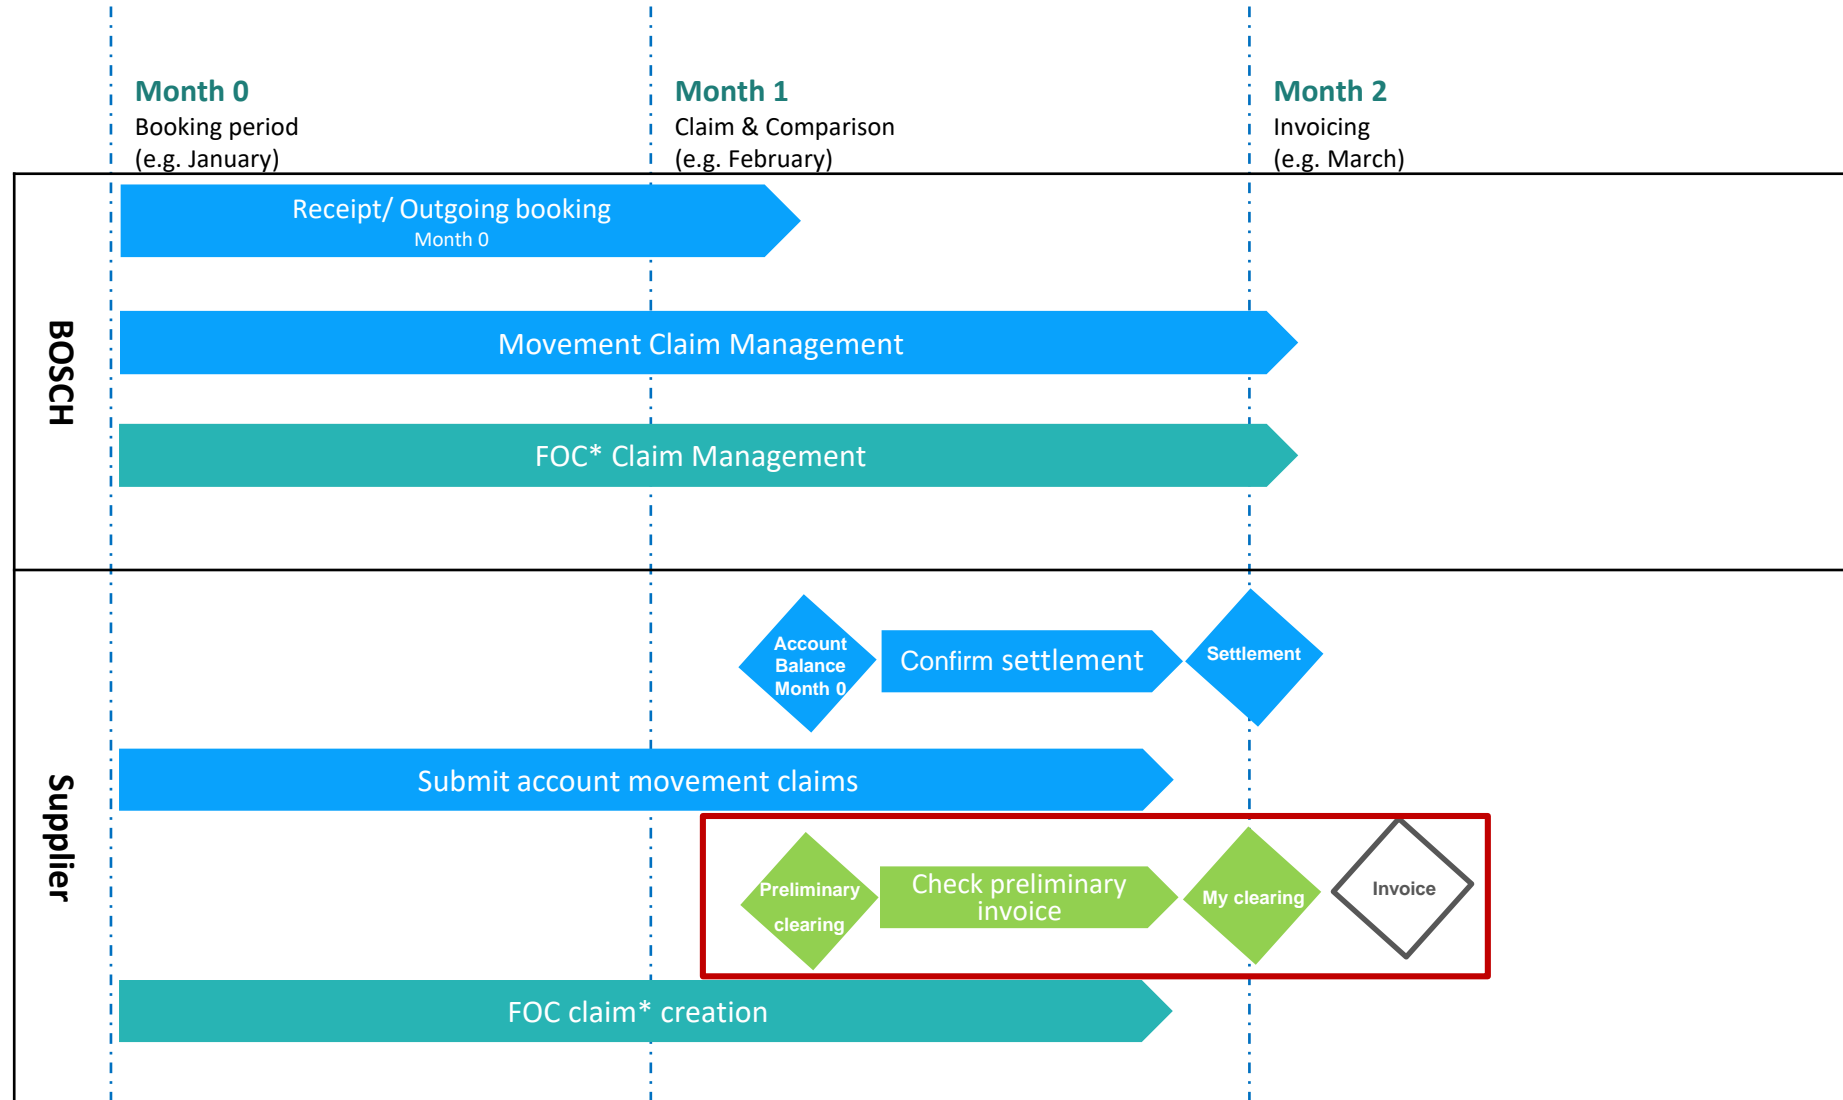 Month 0
Booking period
(e.g. January)
Month 1
Claim & Comparison
(e.g. February)
Month 2
Invoicing
(e.g. March)
BOSCH
Receipt/ Outgoing booking
Month 0
Movement Claim Management
FOC* Claim Management
Supplier
Account
Balance
Month 0
Confirm settlement
Settlement
Submit account movement claims
Preliminary
clearing
Check preliminary
invoice
My clearing
Invoice
FOC claim* creation